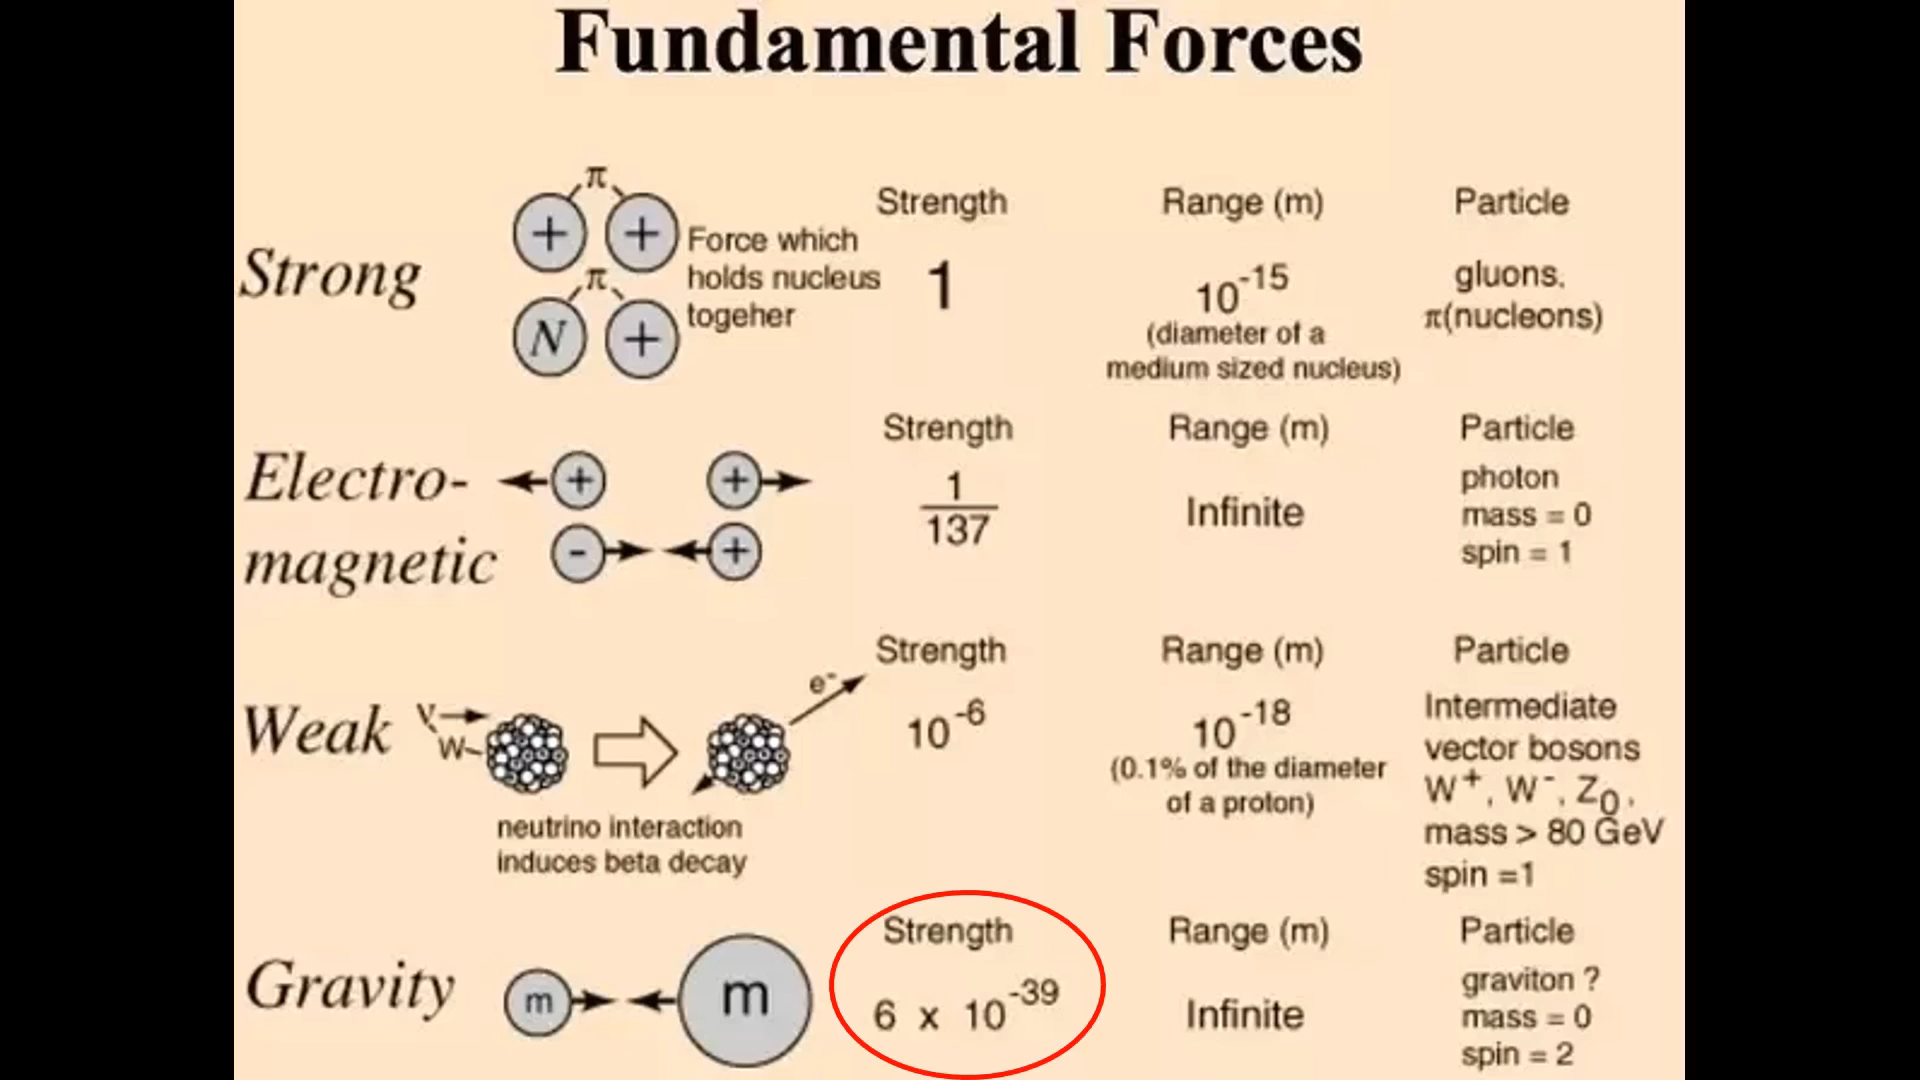 Fundamental Forces
Strong
π
+ +
π
N +
Force which
holds nucleus
togeher
Strength
1
Range (m)
10^-15
(diameter of a
medium sized nucleus)
Particle
gluons,
π(nucleons)
Electro-
magnetic
+ +
- +
Strength
1
137
Range (m)
Infinite
Particle
photon
mass = 0
spin = 1
Weak
ν
W
e-
neutrino interaction
induces beta decay
Strength
10^-6
Range (m)
10^-18
(0.1% of the diameter
of a proton)
Particle
Intermediate
vector bosons
W+, W-, Z0,
mass > 80 GeV
spin =1
Gravity
m m
Strength
6 x 10^-39
Range (m)
Infinite
Particle
graviton ?
mass = 0
spin = 2